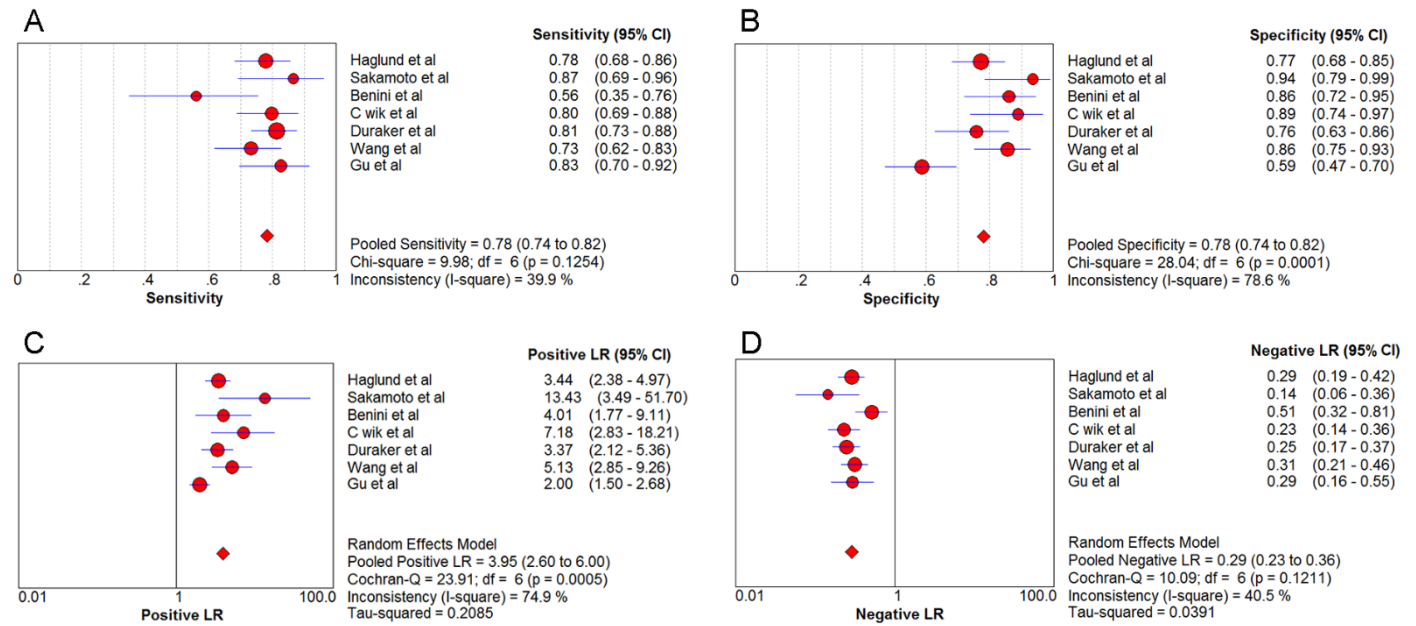 A
Sensitivity (95% CI)
Haglund et al 0.78 (0.68 - 0.86)
Sakamoto et al 0.87 (0.69 - 0.96)
Benini et al 0.56 (0.35 - 0.76)
C wik et al 0.80 (0.69 - 0.88)
Duraker et al 0.81 (0.73 - 0.88)
Wang et al 0.73 (0.62 - 0.83)
Gu et al 0.83 (0.70 - 0.92)
Pooled Sensitivity = 0.78 (0.74 to 0.82)
Chi-square = 9.98; df = 6 (p = 0.1254)
Inconsistency (I-square) = 39.9 %
0 .2 .4 .6 .8 1
Sensitivity
B
Specificity (95% CI)
Haglund et al 0.77 (0.68 - 0.85)
Sakamoto et al 0.94 (0.79 - 0.99)
Benini et al 0.86 (0.72 - 0.95)
C wik et al 0.89 (0.74 - 0.97)
Duraker et al 0.76 (0.63 - 0.86)
Wang et al 0.86 (0.75 - 0.93)
Gu et al 0.59 (0.47 - 0.70)
Pooled Specificity = 0.78 (0.74 to 0.82)
Chi-square = 28.04; df = 6 (p = 0.0001)
Inconsistency (I-square) = 78.6 %
0 .2 .4 .6 .8 1
Specificity
C
Positive LR (95% CI)
Haglund et al 3.44 (2.38 - 4.97)
Sakamoto et al 13.43 (3.49 - 51.70)
Benini et al 4.01 (1.77 - 9.11)
C wik et al 7.18 (2.83 - 18.21)
Duraker et al 3.37 (2.12 - 5.36)
Wang et al 5.13 (2.85 - 9.26)
Gu et al 2.00 (1.50 - 2.68)
Random Effects Model
Pooled Positive LR = 3.95 (2.60 to 6.00)
Cochran-Q = 23.91; df = 6 (p = 0.0005)
Inconsistency (I-square) = 74.9 %
Tau-squared = 0.2085
0.01 1 100.0
Positive LR
D
Negative LR (95% CI)
Haglund et al 0.29 (0.19 - 0.42)
Sakamoto et al 0.14 (0.06 - 0.36)
Benini et al 0.51 (0.32 - 0.81)
C wik et al 0.23 (0.14 - 0.36)
Duraker et al 0.25 (0.17 - 0.37)
Wang et al 0.31 (0.21 - 0.46)
Gu et al 0.29 (0.16 - 0.55)
Random Effects Model
Pooled Negative LR = 0.29 (0.23 to 0.36)
Cochran-Q = 10.09; df = 6 (p = 0.1211)
Inconsistency (I-square) = 40.5 %
Tau-squared = 0.0391
0.01 1 100.0
Negative LR